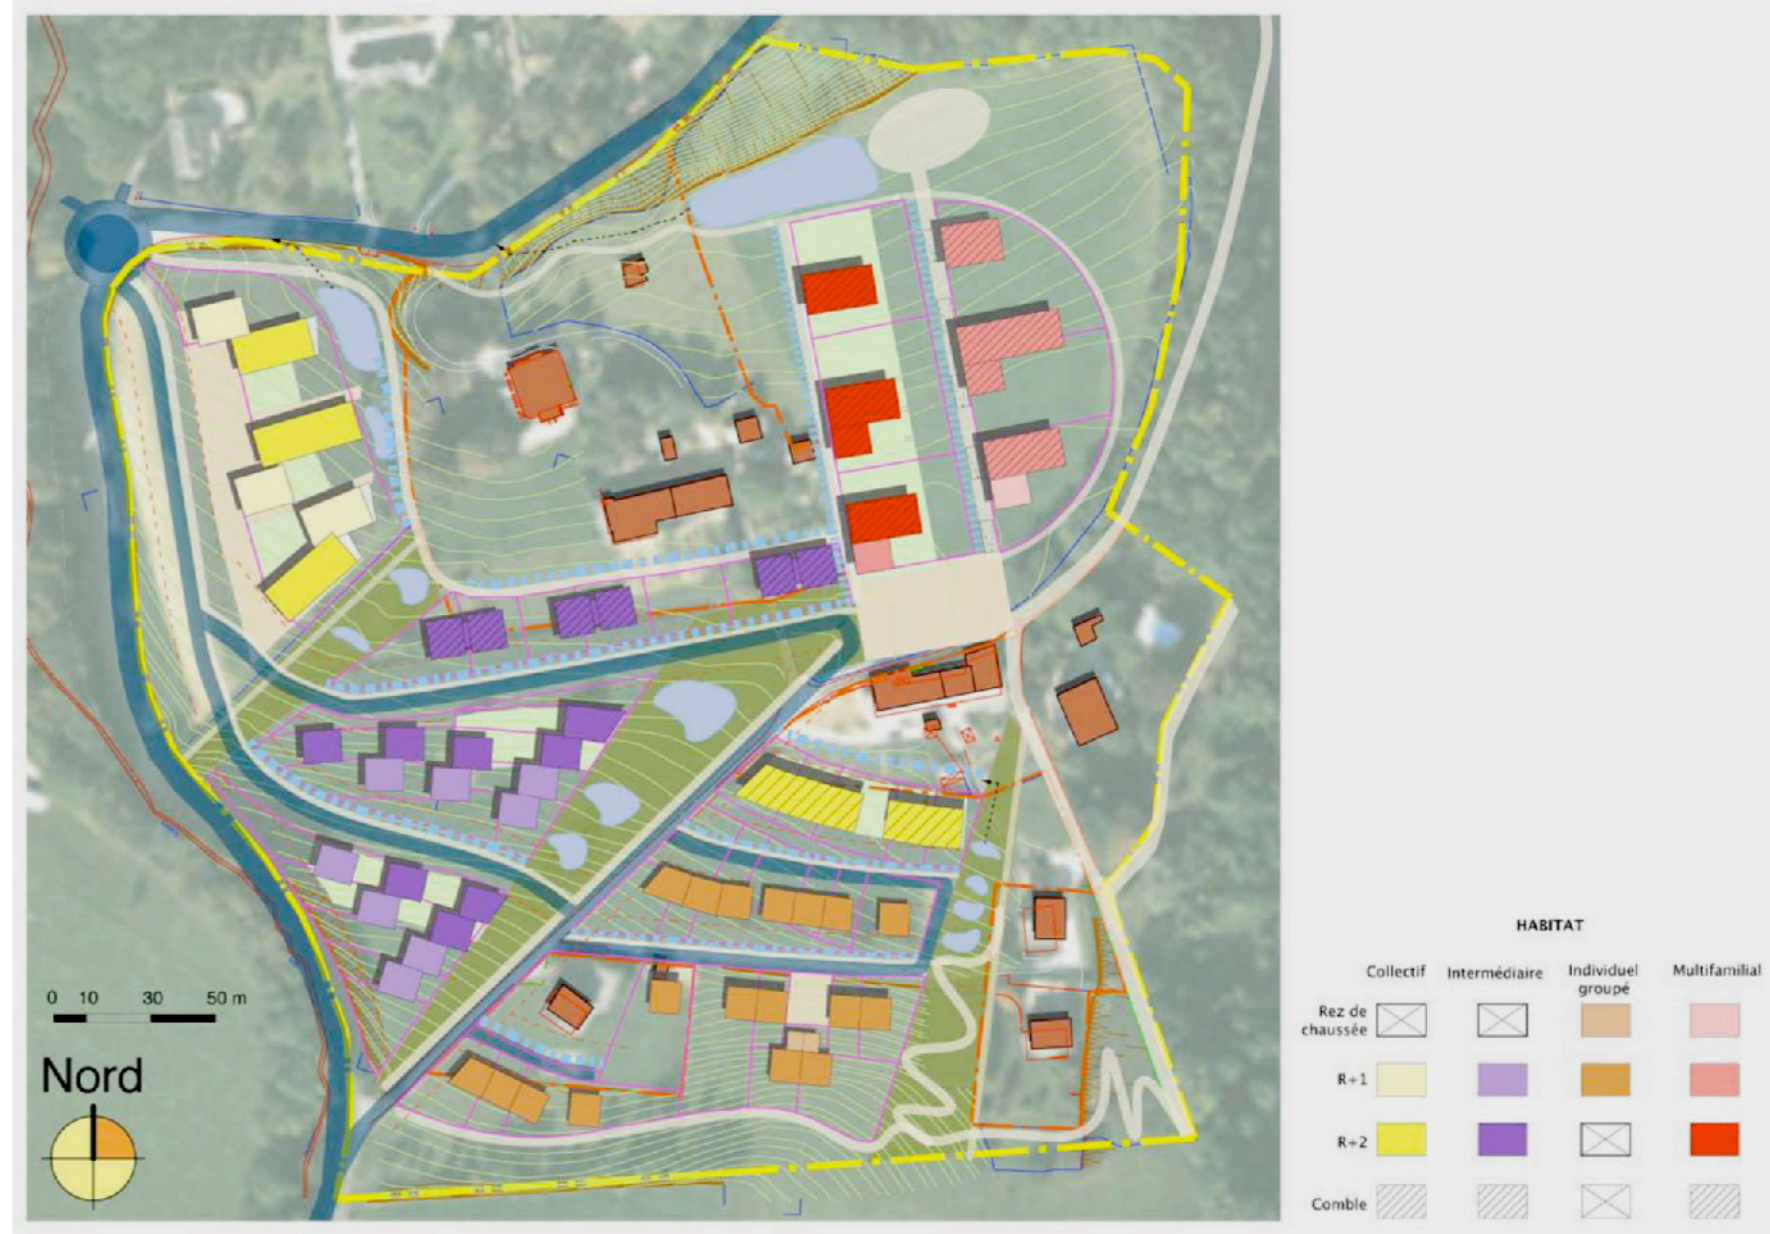 0 10 30 50 m
Nord
HABITAT
Collectif Intermédiaire Individuel groupé Multifamilial
Rez de chaussée
R+1
R+2
Comble